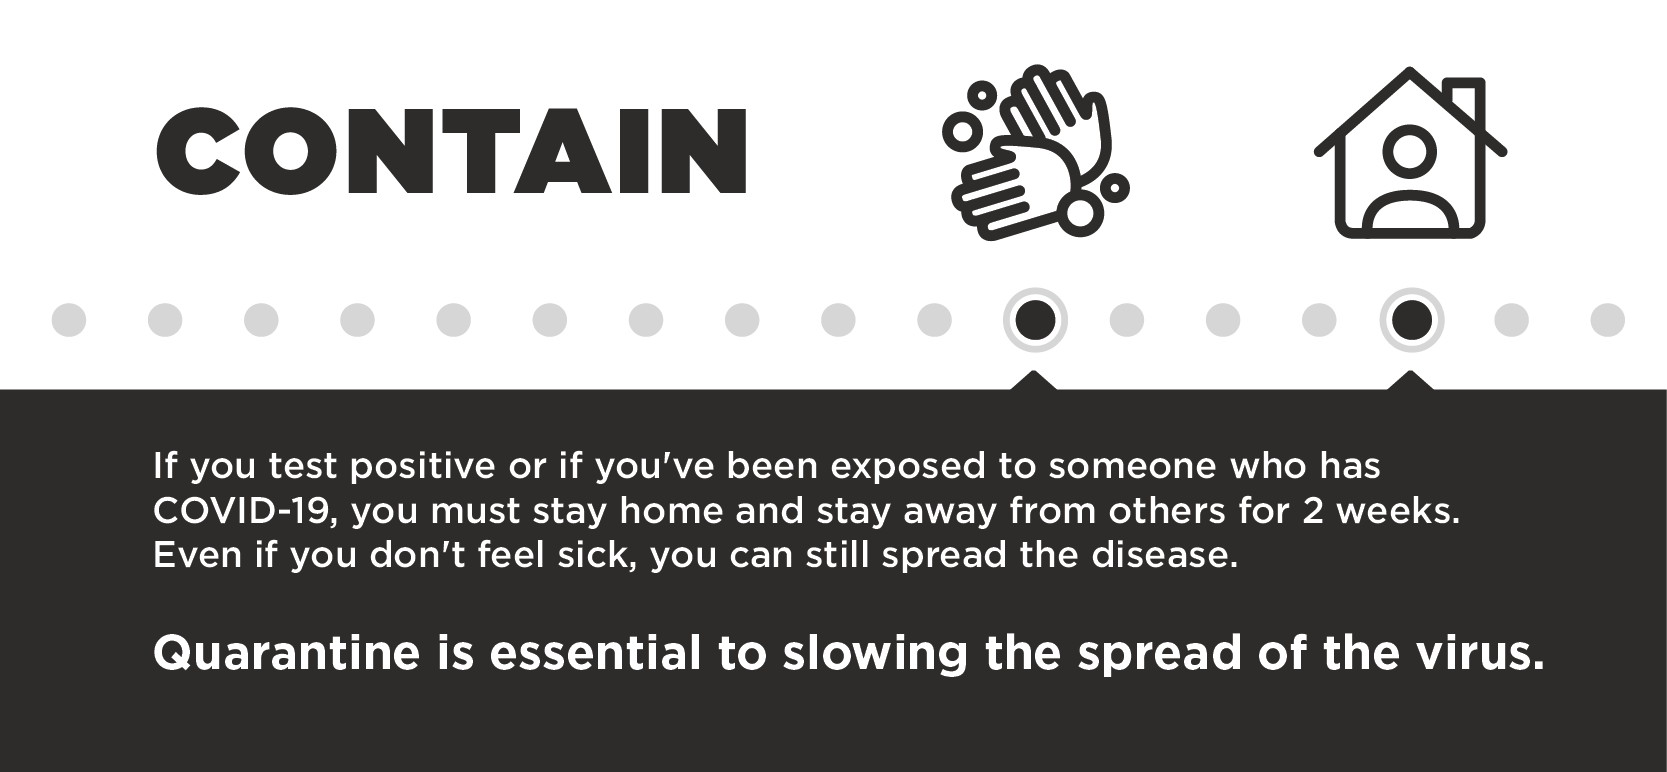 CONTAIN
If you test positive or if you've been exposed to someone who has
COVID-19, you must stay home and stay away from others for 2 weeks.
Even if you don't feel sick, you can still spread the disease.
Quarantine is essential to slowing the spread of the virus.